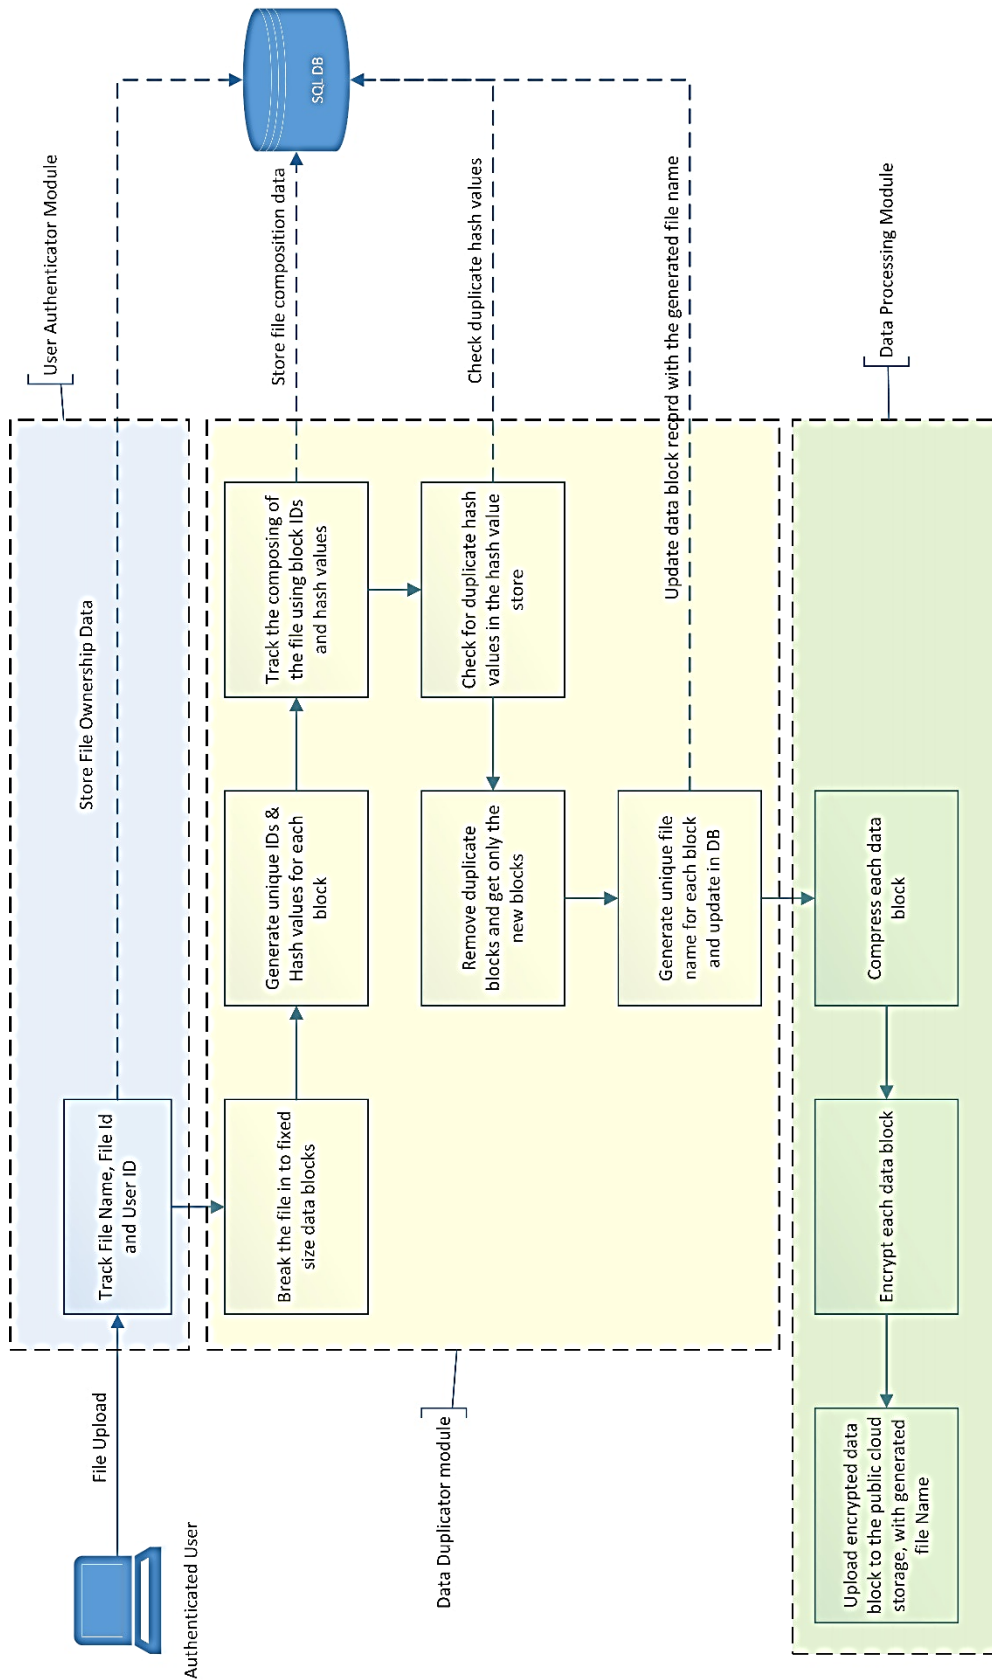 Authenticated User
File Upload
Track File Name, File Id
and User ID
Store File Ownership Data
User Authenticator Module
SQL DB
Break the file in to fixed
size data blocks
Generate unique IDs &
Hash values for each
block
Track the composing of
the file using block IDs
and hash values
Store file composition data
Check for duplicate hash
values in the hash value
store
Check duplicate hash values
Remove duplicate
blocks and get only the
new blocks
Generate unique file
name for each block
and update in DB
Update data block record with the generated file name
Data Duplicator module
Data Processing Module
Compress each data
block
Encrypt each data block
Upload encrypted data
block to the public cloud
storage, with generated
file Name